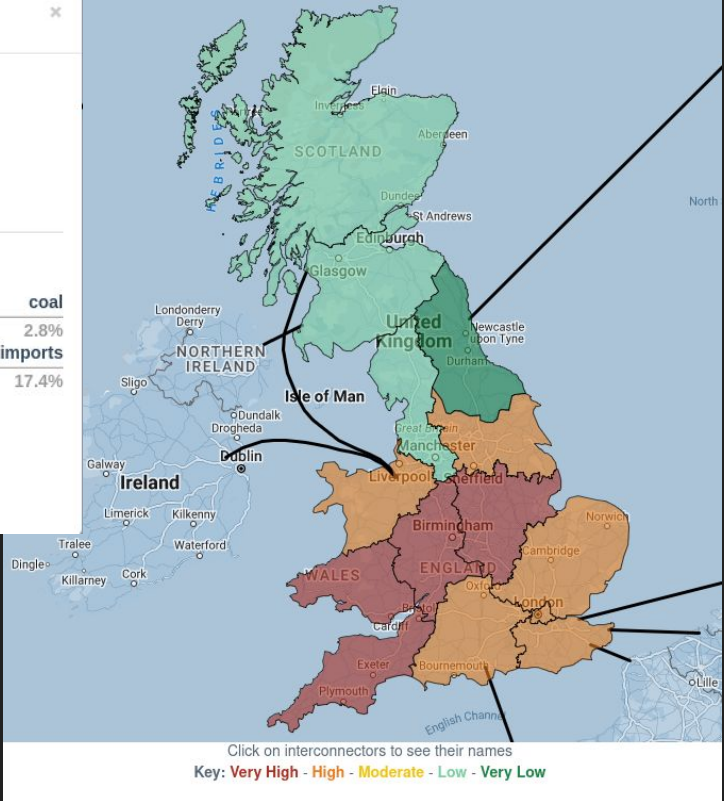 ×
coal
2.8%
imports
17.4%
Elgin
Inverness
Aberdeen
SCOTLAND
HEBRIDES
Dundee
St Andrews
Edinburgh
Glasgow
North
Londonderry
Derry
United
Kingdom
Newcastle
upon Tyne
NORTHERN
IRELAND
Durham
Sligo
Isle of Man
Dundalk
Drogheda
Great Britain
Manchester
Dublin
Galway
Liverpool
Sheffield
Ireland
Limerick
Kilkenny
Norwich
Birmingham
Tralee
Waterford
Cambridge
Dingle
Killarney
Cork
WALES
ENGLAND
Oxford
London
Bristol
Cardiff
Exeter
Bournemouth
Lille
Plymouth
English Channel
Click on interconnectors to see their names
Key: Very High - High - Moderate - Low - Very Low